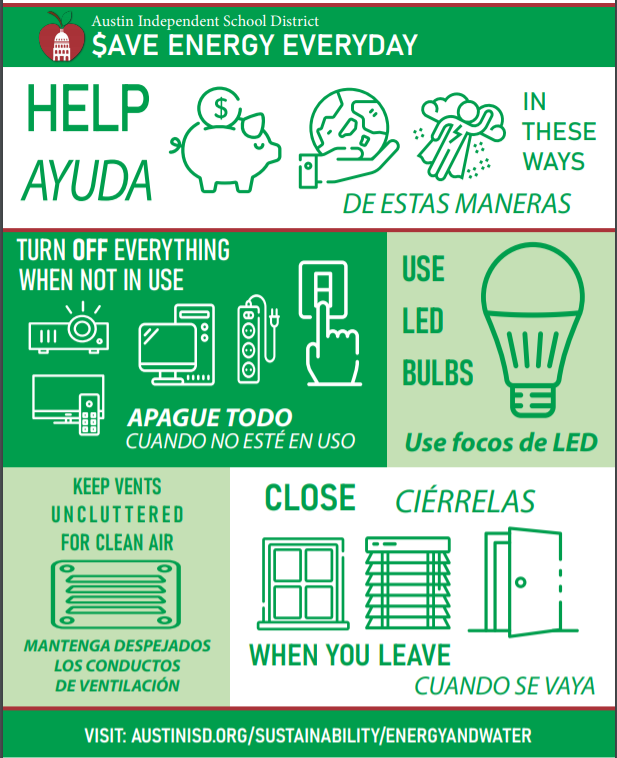 Austin Independent School District
$AVE ENERGY EVERYDAY
HELP
AYUDA
$
IN
THESE
WAYS
DE ESTAS MANERAS
TURN OFF EVERYTHING
WHEN NOT IN USE
APAGUE TODO
CUANDO NO ESTÉ EN USO
USE
LED
BULBS
Use focos de LED
KEEP VENTS
UNCLUTTERED
FOR CLEAN AIR
MANTENGA DESPEJADOS
LOS CONDUCTOS
DE VENTILACIÓN
CLOSE
CIÉRRELAS
WHEN YOU LEAVE
CUANDO SE VAYA
VISIT: AUSTINISD.ORG/SUSTAINABILITY/ENERGYANDWATER